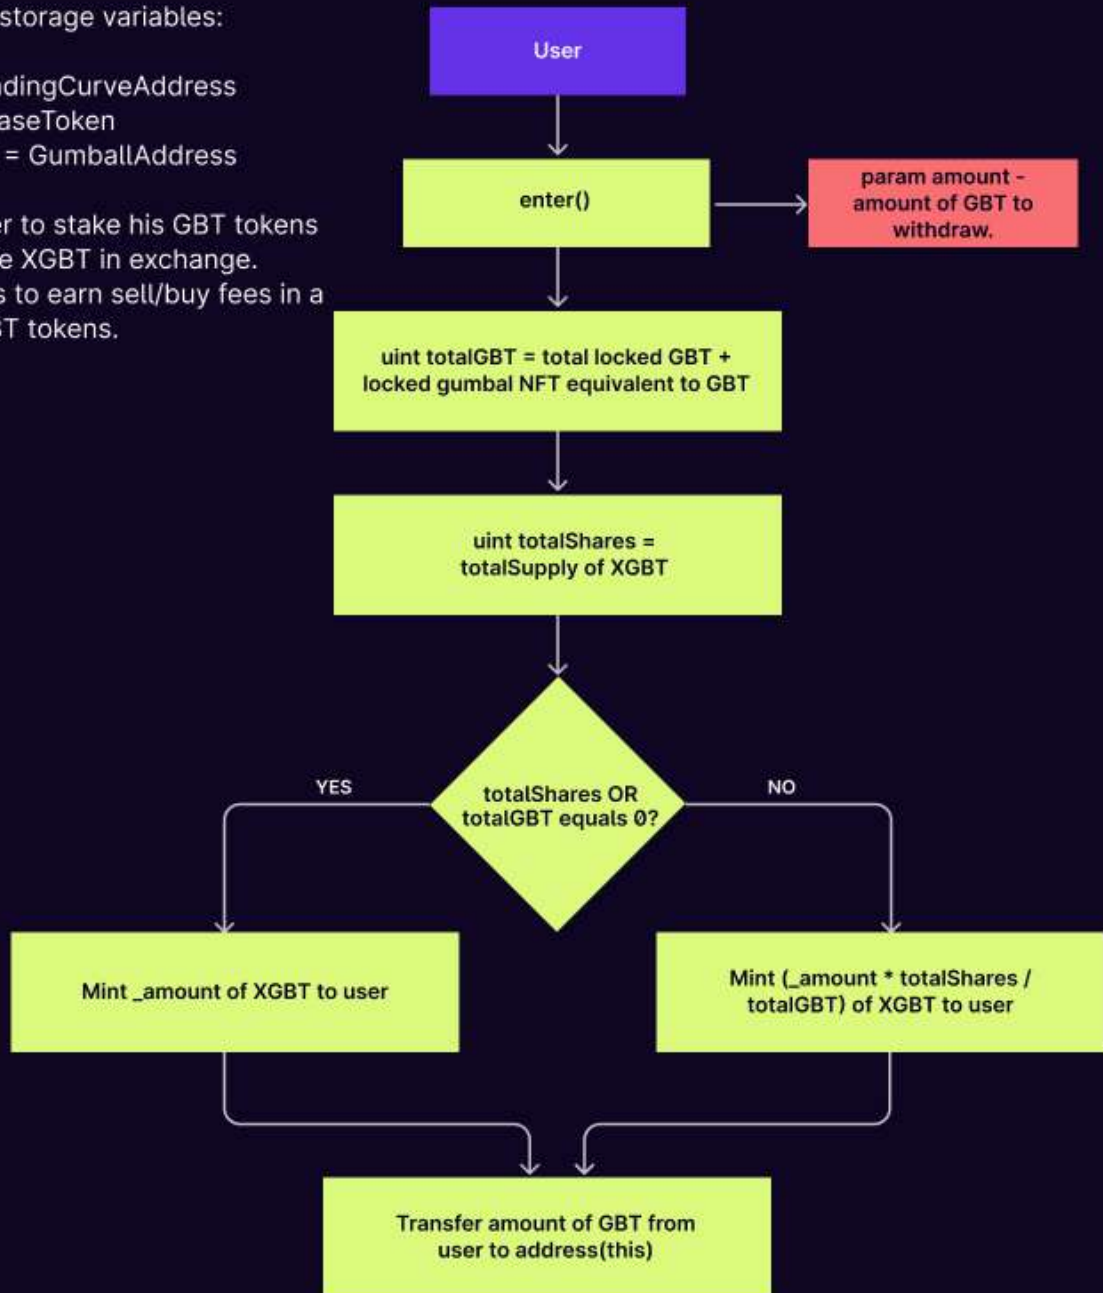 storage variables:
ndingCurveAddress
aseToken
= GumballAddress
er to stake his GBT tokens
e XGBT in exchange.
s to earn sell/buy fees in a
BT tokens.
User
enter()
param amount -
amount of GBT to
withdraw.
uint totalGBT = total locked GBT +
locked gumbal NFT equivalent to GBT
uint totalShares =
totalSupply of XGBT
YES
totalShares OR
totalGBT equals 0?
NO
Mint _amount of XGBT to user
Mint (_amount * totalShares /
totalGBT) of XGBT to user
Transfer amount of GBT from
user to address(this)